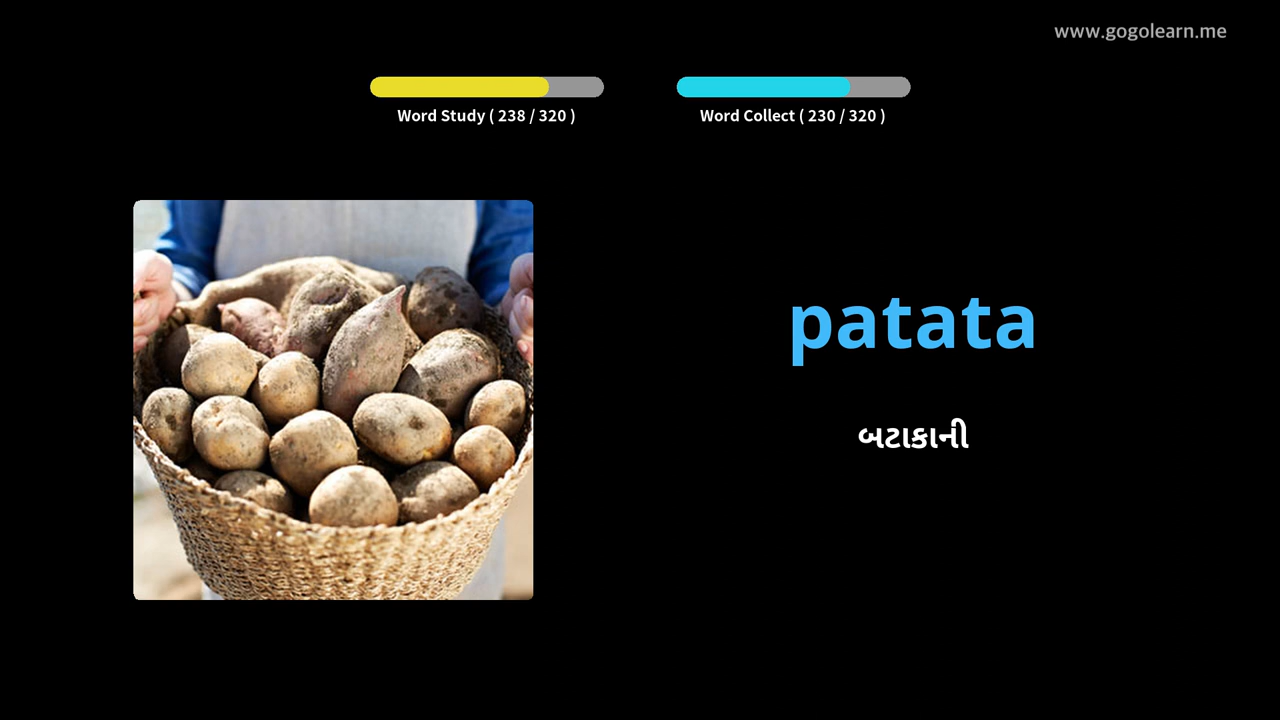 www.gogolearn.me
Word Study ( 238 / 320 )
Word Collect ( 230 / 320 )
patata
બટાકાની